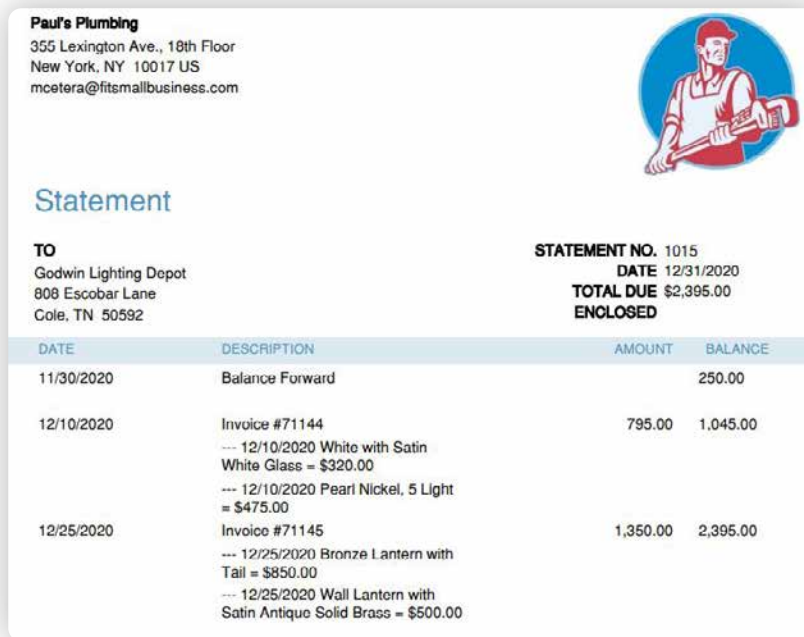 Paul's Plumbing
355 Lexington Ave., 18th Floor
New York, NY 10017 US
mcetera@fitsmallbusiness.com
Statement
TO
Godwin Lighting Depot
808 Escobar Lane
Cole, TN 50592
STATEMENT NO. 1015
DATE 12/31/2020
TOTAL DUE $2,395.00
ENCLOSED
DATE DESCRIPTION AMOUNT BALANCE
11/30/2020 Balance Forward 250.00
12/10/2020 Invoice #71144 795.00 1,045.00
--- 12/10/2020 White with Satin
White Glass = $320.00
--- 12/10/2020 Pearl Nickel, 5 Light
= $475.00
12/25/2020 Invoice #71145 1,350.00 2,395.00
--- 12/25/2020 Bronze Lantern with
Tail = $850.00
--- 12/25/2020 Wall Lantern with
Satin Antique Solid Brass = $500.00